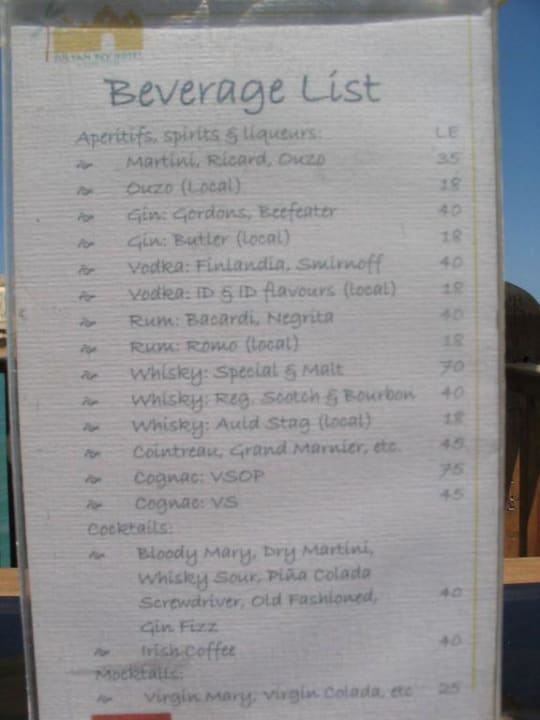 SULTAN BEY HOTEL
Beverage List
Aperitifs, spirits & liqueurs: LE
Martini, Ricard, Ouzo 35
Ouzo (Local) 18
Gin: Gordons, Beefeater 40
Gin: Butler (local) 18
Vodka: Finlandia, Smirnoff 40
Vodka: ID & ID flavours (local) 18
Rum: Bacardi, Negrita 40
Rum: Romo (local) 18
Whisky: Special & Malt 70
Whisky: Reg. Scotch & Bourbon 40
Whisky: Auld Stag (local) 18
Cointreau, Grand Marnier, etc. 45
Cognac: VSOP 75
Cognac: VS 45
Cocktails:
Bloody Mary, Dry Martini,
Whisky Sour, Piña Colada
Screwdriver, Old Fashioned, 40
Gin Fizz
Irish Coffee 40
Mocktails:
Virgin Mary, Virgin Colada, etc 25